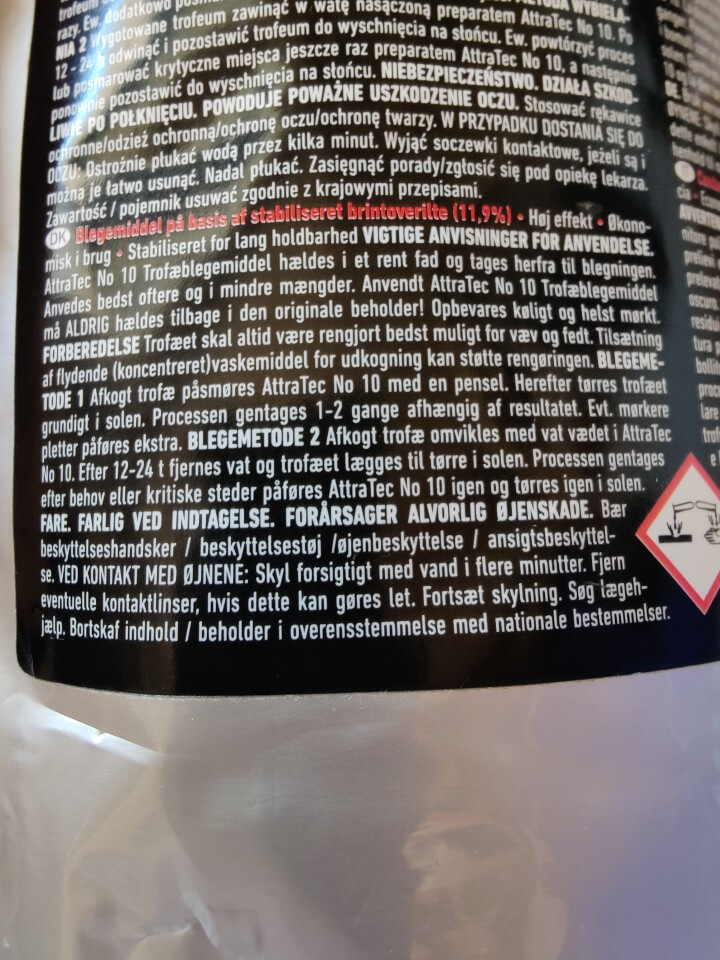 razy. Ew. dodatkowo
NIA 2 Wygotowane trofeum zawinąć w watę nasączoną preparatem AttraTec No 10. Po
12 - 24 h odwinąć i pozostawić trofeum do wyschnięcia na słońcu. Ew. powtórzyć proces
lub posmarować krytyczne miejsca jeszcze raz preparatem AttraTec No 10, a następnie
ponownie pozostawić do wyschnięcia na słońcu. NIEBEZPIECZEŃSTWO. DZIAŁA SZKOD-
LIWIE PO POŁKNIĘCIU. POWODUJE POWAŻNE USZKODZENIE OCZU. Stosować rękawice
ochronne/odzież ochronną/ochronę oczu/ochronę twarzy. W PRZYPADKU DOSTANIA SIĘ DO
OCZU: Ostrożnie płukać wodą przez kilka minut. Wyjąć soczewki kontaktowe, jeżeli są i
można je łatwo usunąć. Nadal płukać. Zasięgnąć porady/zgłosić się pod opiekę lekarza.
Zawartość / pojemnik usuwać zgodnie z krajowymi przepisami.
DK Blegemiddel på basis af stabiliseret brintoverilte (11,9%) • Høj effekt • Økono-
misk i brug • Stabiliseret for lang holdbarhed VIGTIGE ANVISNINGER FOR ANVENDELSE.
AttraTec No 10 Trofæblegemiddel hældes i et rent fad og tages herfra til blegningen.
Anvedes bedst oftere og i mindre mængder. Anvendt AttraTec No 10 Trofæblegemiddel
må ALDRIG hældes tilbage i den originale beholder! Opbevares køligt og helst mørkt.
FORBEREDELSE Trofæet skal altid være rengjort bedst muligt for væv og fedt. Tilsætning
af flydende (koncentreret)vaskemiddel for udkogning kan støtte rengøringen. BLEGEME-
TODE 1 Afkogt trofæ påsmøres AttraTec No 10 med en pensel. Herefter tørres trofæet
grundigt i solen. Processen gentages 1-2 gange afhængig af resultatet. Evt. mørkere
pletter påføres ekstra. BLEGEMETODE 2 Afkogt trofæ omvikles med vat vædet i AttraTec
No 10. Efter 12-24 t fjernes vat og trofæet lægges til tørre i solen. Processen gentages
efter behov eller kritiske steder påføres AttraTec No 10 igen og tørres igen i solen.
FARE. FARLIG VED INDTAGELSE. FORÅRSAGER ALVORLIG ØJENSKADE. Bær
beskyttelseshandsker / beskyttelsestøj /øjenbeskyttelse / ansigtsbeskyttel-
se. VED KONTAKT MED ØJNENE: Skyl forsigtigt med vand i flere minutter. Fjern
eventuelle kontaktlinser, hvis dette kan gøres let. Fortsæt skylning. Søg lægeh-
jælp. Bortskaf indhold / beholder i overensstemmelse med nationale bestemmelser.